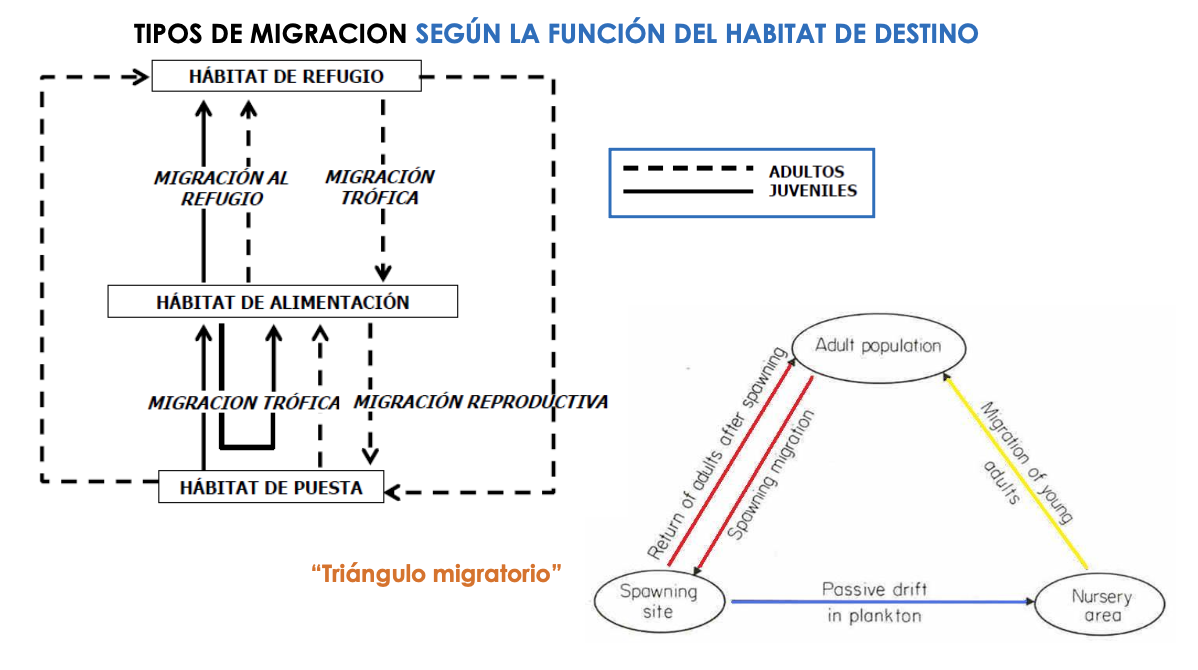 TIPOS DE MIGRACION SEGÚN LA FUNCIÓN DEL HABITAT DE DESTINO
HÁBITAT DE REFUGIO
MIGRACIÓN AL
REFUGIO
MIGRACIÓN
TRÓFICA
HÁBITAT DE ALIMENTACIÓN
MIGRACION TRÓFICA
MIGRACIÓN REPRODUCTIVA
HÁBITAT DE PUESTA
ADULTOS
JUVENILES
“Triángulo migratorio”
Adult population
Return of adults after spawning
Spawning migration
Migration of young
adults
Spawning
site
Passive drift
in plankton
Nursery
area